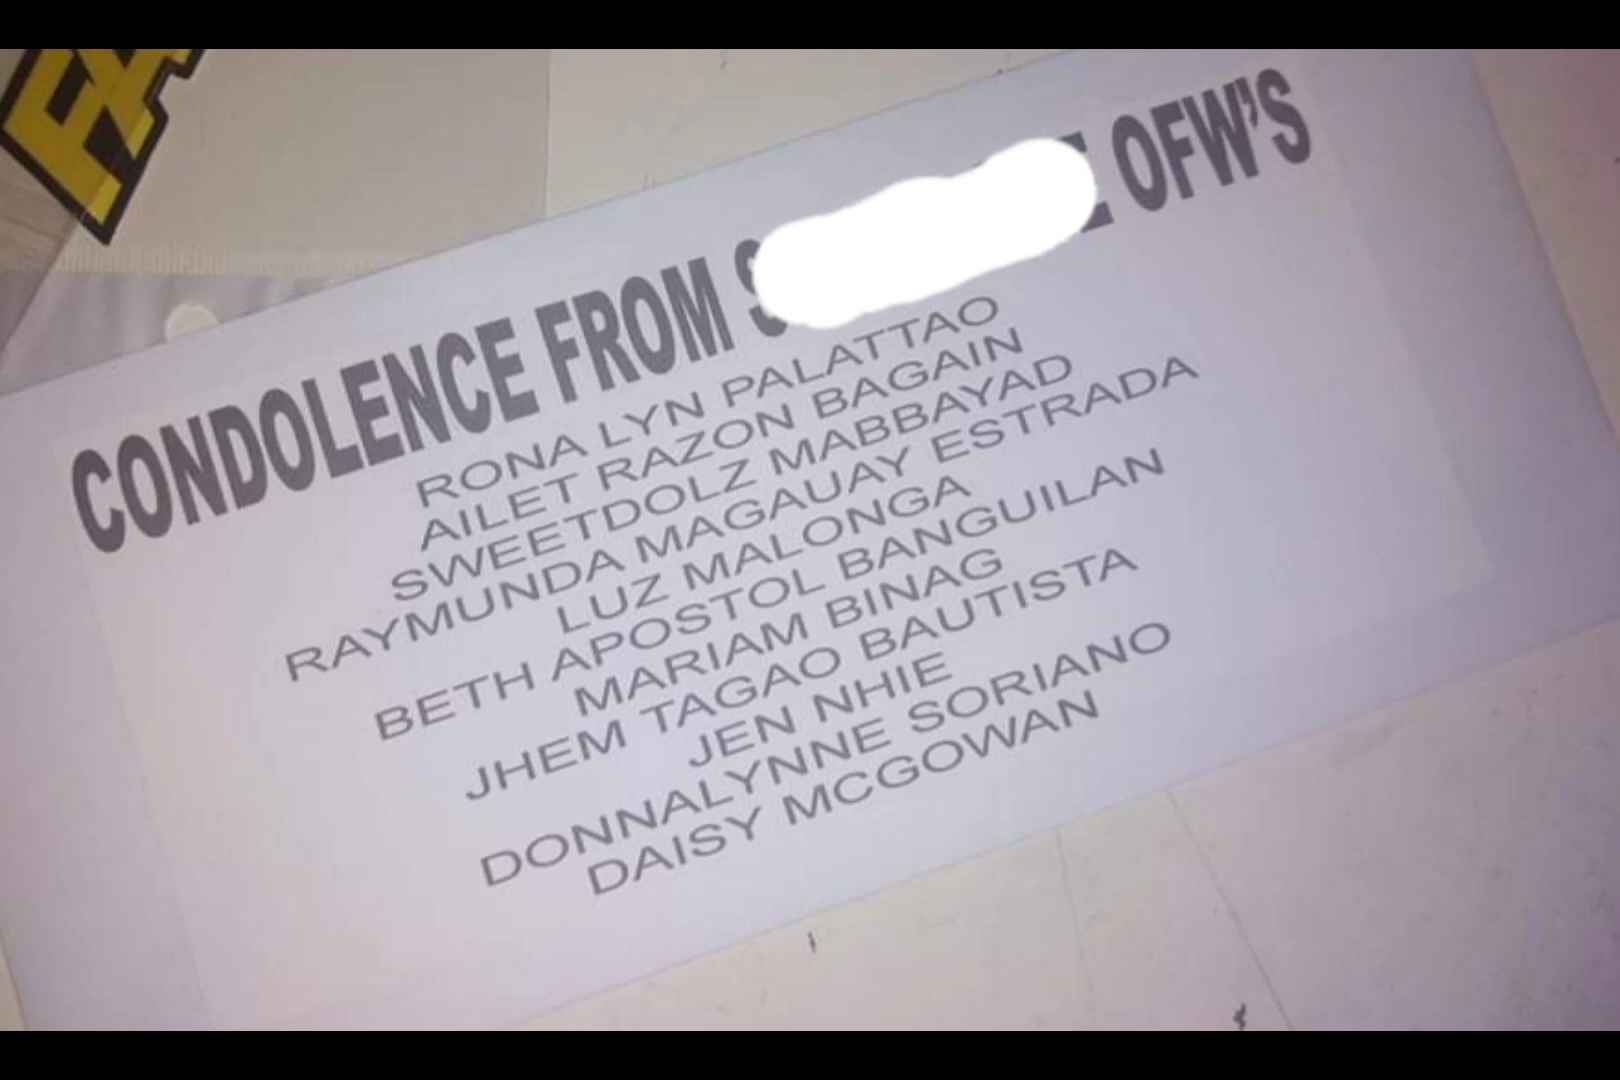 CONDOLENCE FROM OFW'S
RONA LYN PALATTAO
AILET RAZON BAGAIN
SWEETDOLZ MABBAYAD
RAYMUNDA MAGAUAY ESTRADA
LUZ MALONGA
BETH APOSTOL BANGUILAN
MARIAM BINAG
JHEM TAGAO BAUTISTA
JEN NHIE
DONNALYNNE SORIANO
DAISY MCGOWAN